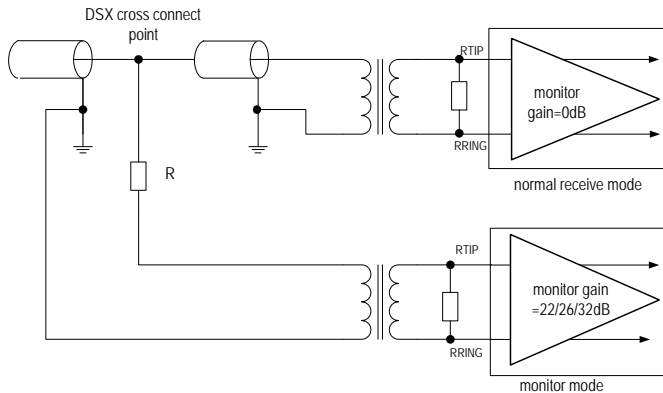 DSX cross connect
point
RTIP
monitor
gain=0dB
RRING
normal receive mode
R
RTIP
monitor gain
=22/26/32dB
RRING
monitor mode